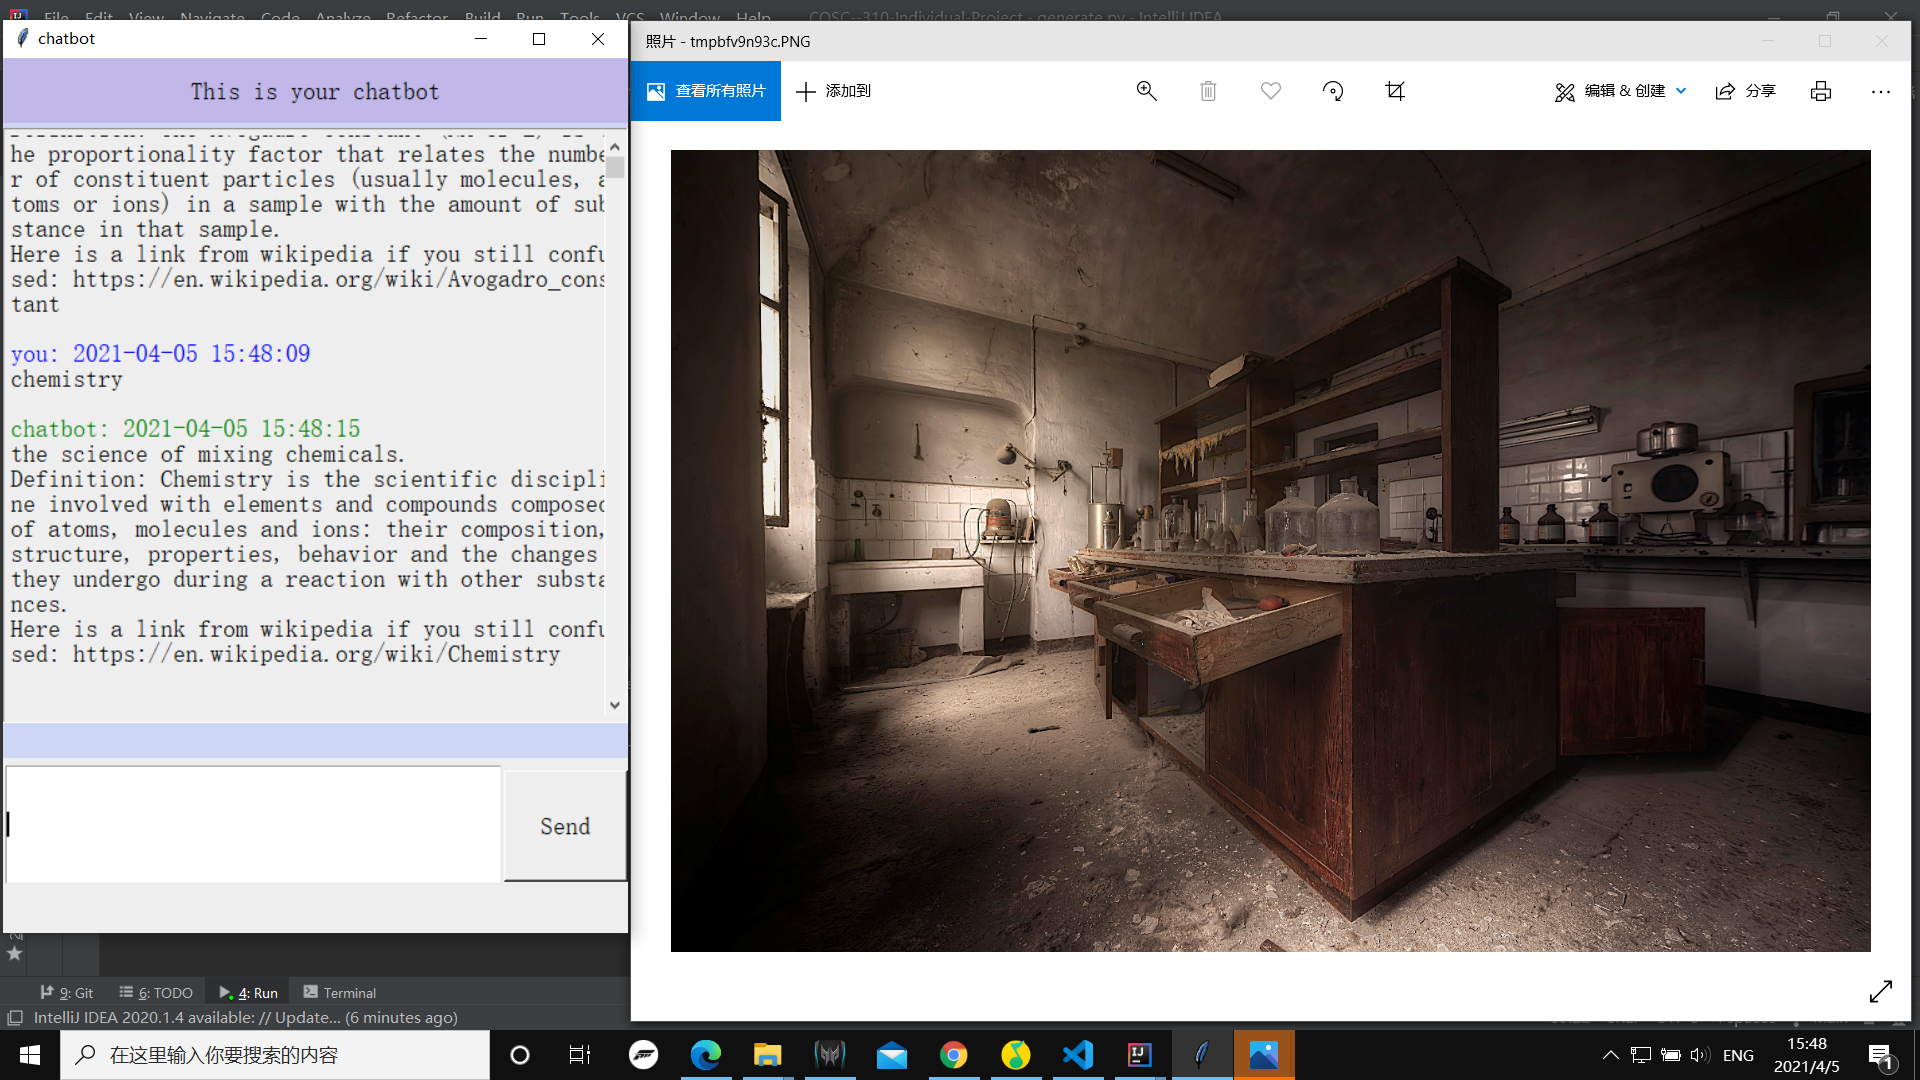 File Edit View Navigate Code Analyze Refactor Build Run Tools VCS Window Help COSC--310-Individual-Project - generate.py - IntelliJ IDEA
chatbot
This is your chatbot
he proportionality factor that relates the numbe
r of constituent particles (usually molecules, a
toms or ions) in a sample with the amount of sub
stance in that sample.
Here is a link from wikipedia if you still confu
sed: https://en.wikipedia.org/wiki/Avogadro_cons
tant
you: 2021-04-05 15:48:09
chemistry
chatbot: 2021-04-05 15:48:15
the science of mixing chemicals.
Definition: Chemistry is the scientific discipli
ne involved with elements and compounds composed
of atoms, molecules and ions: their composition,
structure, properties, behavior and the changes
they undergo during a reaction with other substa
nces.
Here is a link from wikipedia if you still confu
sed: https://en.wikipedia.org/wiki/Chemistry
Send
照片 - tmpbfv9n93c.PNG
查看所有照片 添加到 编辑 & 创建 分享
9: Git 6: TODO 4: Run Terminal
IntelliJ IDEA 2020.1.4 available: // Update... (6 minutes ago)
在这里输入你要搜索的内容
ENG
15:48
2021/4/5
1